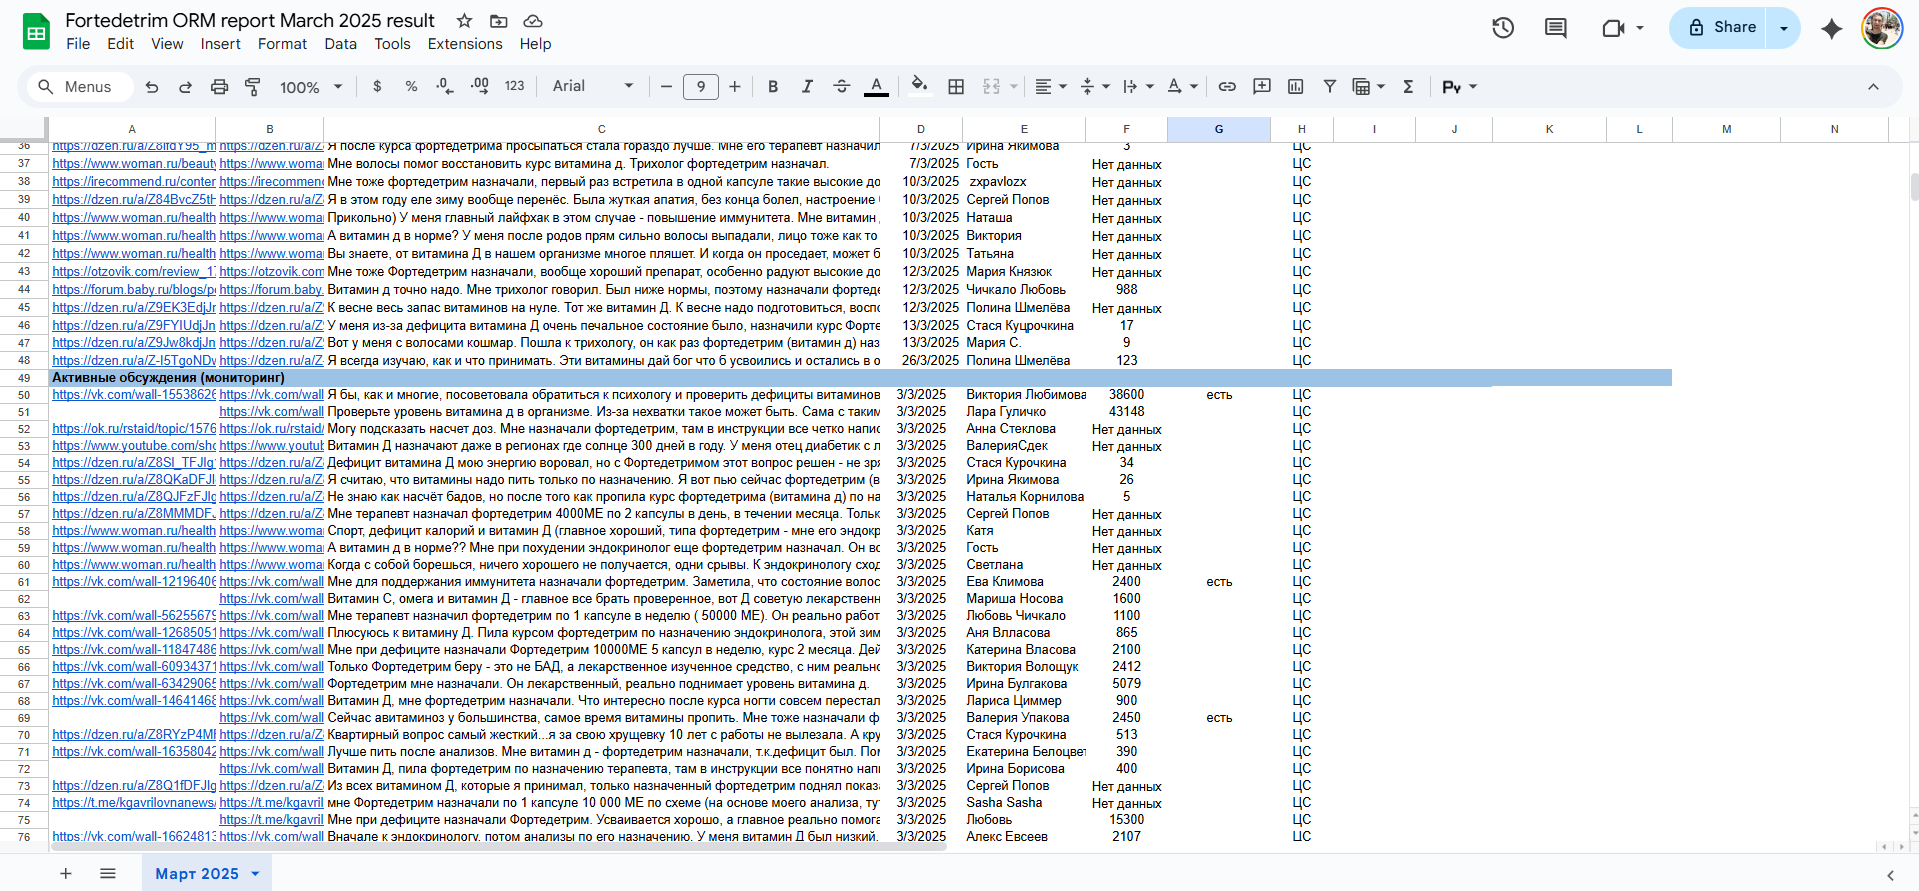 Fortedetrim ORM report March 2025 result
File Edit View Insert Format Data Tools Extensions Help
Share
Menus 100% $ % .0 .00 123 Arial 9 B I A Σ
A B C D E F G H I J K L M N
36 https://dzen.ru/a/Z8ifdY95_m https://dzen.ru/a/Z Я после курса фортедетрима просыпаться стала гораздо лучше. Мне его терапевт назначил 7/3/2025 Ирина Якимова 3 ЦС
37 https://www.woman.ru/beauty https://www.woma Мне волосы помог восстановить курс витамина д. Трихолог фортедетрим назначал. 7/3/2025 Гость Нет данных ЦС
38 https://irecommend.ru/conter https://irecommend Мне тоже фортедетрим назначали, первый раз встретила в одной капсуле такие высокие до 10/3/2025 zxpavlozx Нет данных ЦС
39 https://dzen.ru/a/Z84BvcZ5tH https://dzen.ru/a/Z Я в этом году еле зиму вообще перенёс. Была жуткая апатия, без конца болел, настроение 10/3/2025 Сергей Попов Нет данных ЦС
40 https://www.woman.ru/health https://www.woma Прикольно) У меня главный лайфхак в этом случае - повышение иммунитета. Мне витамин 10/3/2025 Наташа Нет данных ЦС
41 https://www.woman.ru/health https://www.woma А витамин д в норме? У меня после родов прям сильно волосы выпадали, лицо тоже как то 10/3/2025 Виктория Нет данных ЦС
42 https://www.woman.ru/health https://www.woma Вы знаете, от витамина Д в нашем организме многое пляшет. И когда он проседает, может б 10/3/2025 Татьяна Нет данных ЦС
43 https://otzovik.com/review_17 https://otzovik.com Мне тоже Фортедетрим назначали, вообще хороший препарат, особенно радуют высокие до 12/3/2025 Мария Князюк Нет данных ЦС
44 https://forum.baby.ru/blogs/po https://forum.baby. Витамин д точно надо. Мне трихолог говорил. Был ниже нормы, поэтому назначали фортеде 12/3/2025 Чичкало Любовь 988 ЦС
45 https://dzen.ru/a/Z9EK3EdjJn https://dzen.ru/a/Z К весне весь запас витаминов на нуле. Тот же витамин Д. К весне надо подготовиться, воспо 12/3/2025 Полина Шмелёва Нет данных ЦС
46 https://dzen.ru/a/Z9FYIUdjJn https://dzen.ru/a/Z У меня из-за дефицита витамина Д очень печальное состояние было, назначили курс Форте 13/3/2025 Стася Куцрочкина 17 ЦС
47 https://dzen.ru/a/Z9Jw8kdjJn https://dzen.ru/a/Z Вот у меня с волосами кошмар. Пошла к трихологу, он как раз фортедетрим (витамин д) наз 13/3/2025 Мария С. 9 ЦС
48 https://dzen.ru/a/Z-I5TgoNDv https://dzen.ru/a/Z Я всегда изучаю, как и что принимать. Эти витамины дай бог что б усвоились и остались в о 26/3/2025 Полина Шмелёва 123 ЦС
49 Активные обсуждения (мониторинг)
50 https://vk.com/wall-15538626 https://vk.com/wall Я бы, как и многие, посоветовала обратиться к психологу и проверить дефициты витаминов 3/3/2025 Виктория Любимова 38600 есть ЦС
51 https://vk.com/wall Проверьте уровень витамина д в организме. Из-за нехватки такое может быть. Сама с таким 3/3/2025 Лара Гуличко 43148 ЦС
52 https://ok.ru/rstaid/topic/1576 https://ok.ru/rstaid/ Могу подсказать насчет доз. Мне назначали фортедетрим, там в инструкции все четко напис 3/3/2025 Анна Стеклова Нет данных ЦС
53 https://www.youtube.com/sho https://www.youtub Витамин Д назначают даже в регионах где солнце 300 дней в году. У меня отец диабетик с л 3/3/2025 ВалерияСдек Нет данных ЦС
54 https://dzen.ru/a/Z8SI_TFJIg https://dzen.ru/a/Z Дефицит витамина Д мою энергию воровал, но с Фортедетримом этот вопрос решен - не зря 3/3/2025 Стася Курочкина 34 ЦС
55 https://dzen.ru/a/Z8QKaDFJI https://dzen.ru/a/Z Я считаю, что витамины надо пить только по назначению. Я вот пью сейчас фортедетрим (в 3/3/2025 Ирина Якимова 26 ЦС
56 https://dzen.ru/a/Z8QJFzFJIg https://dzen.ru/a/Z Не знаю как насчёт бадов, но после того как пропила курс фортедетрима (витамина д) по на 3/3/2025 Наталья Корнилова 5 ЦС
57 https://dzen.ru/a/Z8MMMDFJ https://dzen.ru/a/Z Мне терапевт назначал фортедетрим 4000МЕ по 2 капсулы в день, в течении месяца. Тольк 3/3/2025 Сергей Попов Нет данных ЦС
58 https://www.woman.ru/health https://www.woma Спорт, дефицит калорий и витамин Д (главное хороший, типа фортедетрим - мне его эндокр 3/3/2025 Катя Нет данных ЦС
59 https://www.woman.ru/health https://www.woma А витамин д в норме?? Мне при похудении эндокринолог еще фортедетрим назначал. Он вс 3/3/2025 Гость Нет данных ЦС
60 https://www.woman.ru/health https://www.woma Когда с собой борешься, ничего хорошего не получается, одни срывы. К эндокринологу сход 3/3/2025 Светлана Нет данных ЦС
61 https://vk.com/wall-12196406 https://vk.com/wall Мне для поддержания иммунитета назначали фортедетрим. Заметила, что состояние волос 3/3/2025 Ева Климова 2400 есть ЦС
62 https://vk.com/wall Витамин С, омега и витамин Д - главное все брать проверенное, вот Д советую лекарственн 3/3/2025 Мариша Носова 1600 ЦС
63 https://vk.com/wall-56255679 https://vk.com/wall Мне терапевт назначил фортедетрим по 1 капсуле в неделю ( 50000 МЕ). Он реально работ 3/3/2025 Любовь Чичкало 1100 ЦС
64 https://vk.com/wall-12685051 https://vk.com/wall Плюсуюсь к витамину Д. Пила курсом фортедетрим по назначению эндокринолога, этой зим 3/3/2025 Аня Влласова 865 ЦС
65 https://vk.com/wall-11847486 https://vk.com/wall Мне при дефиците назначали Фортедетрим 10000МЕ 5 капсул в неделю, курс 2 месяца. Дей 3/3/2025 Катерина Власова 2100 ЦС
66 https://vk.com/wall-60934371 https://vk.com/wall Только Фортедетрим беру - это не БАД, а лекарственное изученное средство, с ним реально 3/3/2025 Виктория Волощук 2412 ЦС
67 https://vk.com/wall-63429065 https://vk.com/wall Фортедетрим мне назначали. Он лекарственный, реально поднимает уровень витамина д. 3/3/2025 Ирина Булгакова 5079 ЦС
68 https://vk.com/wall-14641468 https://vk.com/wall Витамин Д, мне фортедетрим назначали. Что интересно после курса ногти совсем перестал 3/3/2025 Лариса Циммер 900 ЦС
69 https://vk.com/wall Сейчас авитаминоз у большинства, самое время витамины пропить. Мне тоже назначали ф 3/3/2025 Валерия Упакова 2450 есть ЦС
70 https://dzen.ru/a/Z8RYzP4MF https://dzen.ru/a/Z Квартирный вопрос самый жесткий...я за свою хрущевку 10 лет с работы не вылезала. А кру 3/3/2025 Стася Курочкина 513 ЦС
71 https://vk.com/wall-16358042 https://vk.com/wall Лучше пить после анализов. Мне витамин д - фортедетрим назначали, т.к.дефицит был. Пом 3/3/2025 Екатерина Белоцвет 390 ЦС
72 https://vk.com/wall Витамин Д, пила фортедетрим по назначению терапевта, там в инструкции все понятно напи 3/3/2025 Ирина Борисова 400 ЦС
73 https://dzen.ru/a/Z8Q1fDFJIg https://dzen.ru/a/Z Из всех витамином Д, которые я принимал, только назначенный фортедетрим поднял показа 3/3/2025 Сергей Попов Нет данных ЦС
74 https://t.me/kgavrilovnanews/ https://t.me/kgavril мне Фортедетрим назначали по 1 капсуле 10 000 МЕ по схеме (на основе моего анализа, ту 3/3/2025 Sasha Sasha Нет данных ЦС
75 https://t.me/kgavril Мне при дефиците назначали Фортедетрим. Усваивается хорошо, а главное реально помога 3/3/2025 Любовь 15300 ЦС
76 https://vk.com/wall-16624813 https://vk.com/wall Вначале к эндокринологу, потом анализы по его назначению. У меня витамин Д был низкий. 3/3/2025 Алекс Евсеев 2107 ЦС
Март 2025